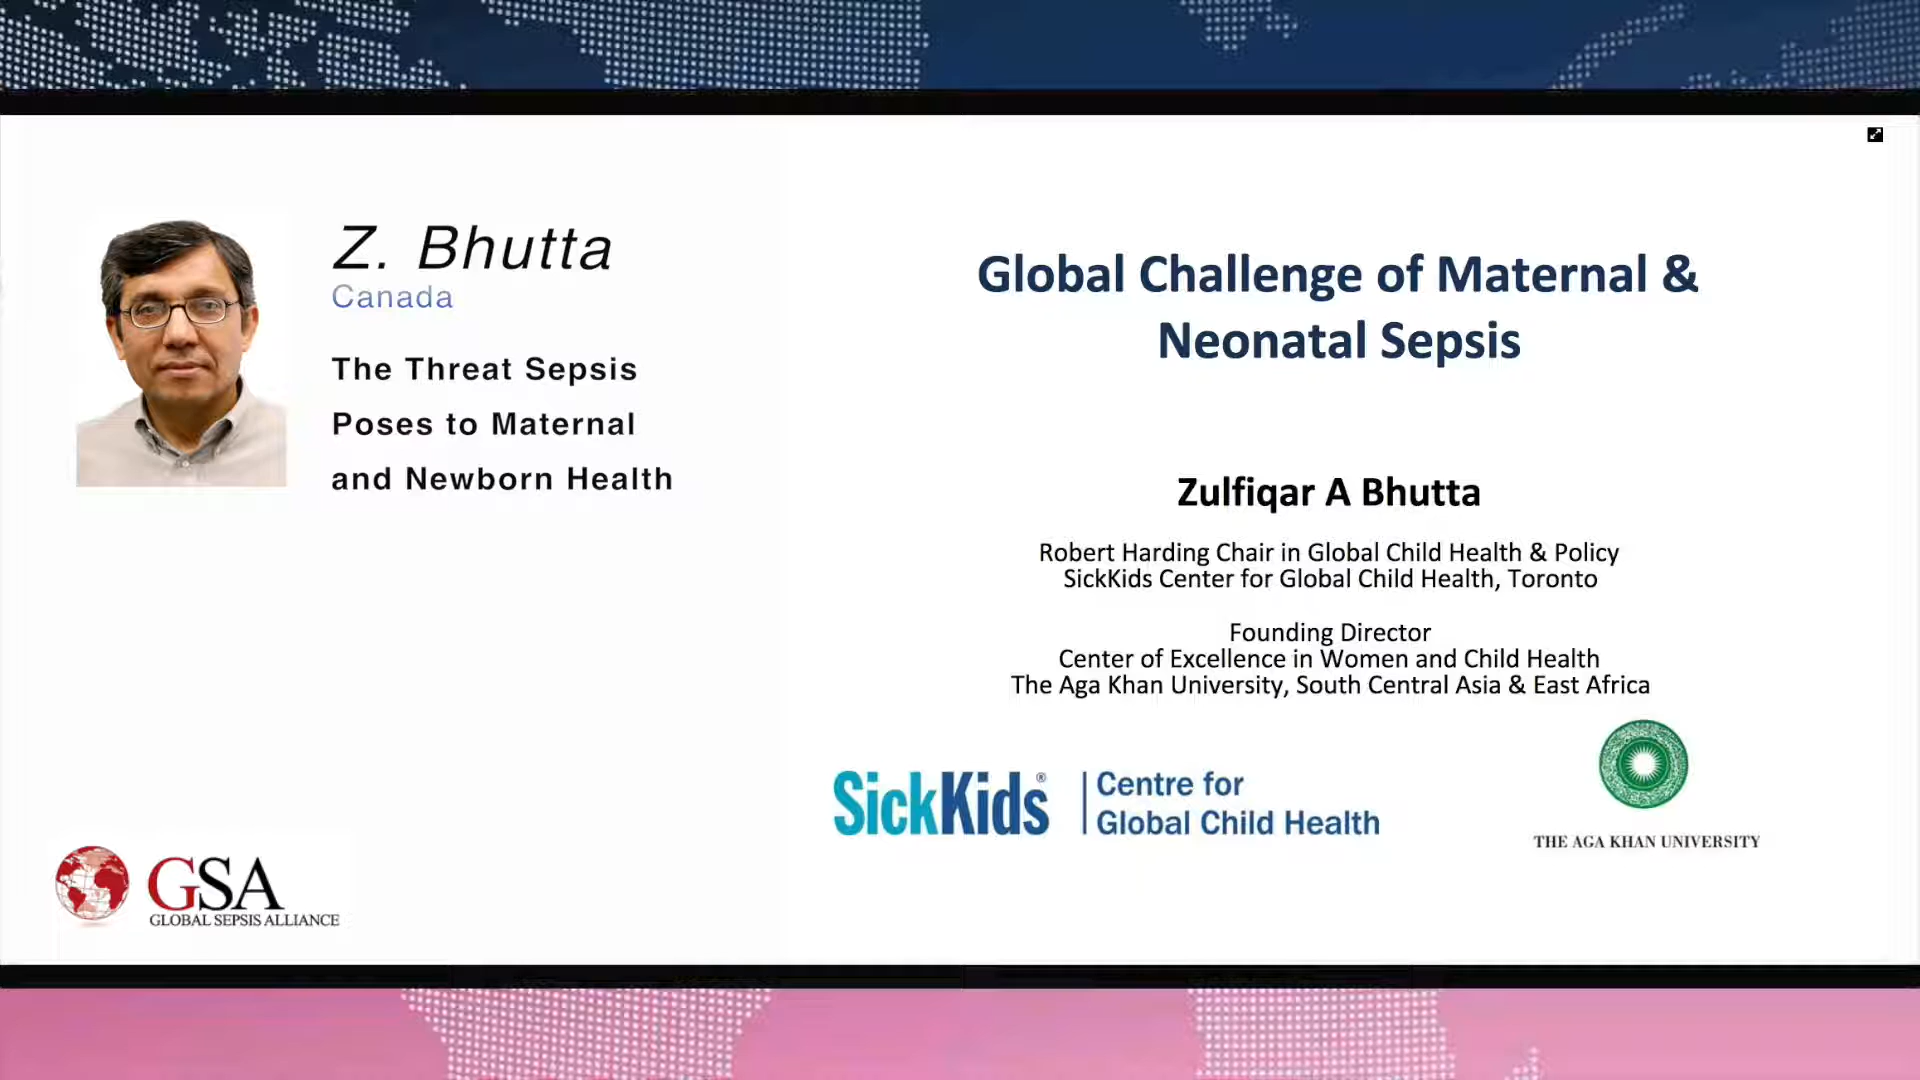 Z. Bhutta
Canada
The Threat Sepsis
Poses to Maternal
and Newborn Health
GSA
GLOBAL SEPSIS ALLIANCE
Global Challenge of Maternal &
Neonatal Sepsis
Zulfiqar A Bhutta
Robert Harding Chair in Global Child Health & Policy
SickKids Center for Global Child Health, Toronto
Founding Director
Center of Excellence in Women and Child Health
The Aga Khan University, South Central Asia & East Africa
SickKids®
Centre for
Global Child Health
THE AGA KHAN UNIVERSITY